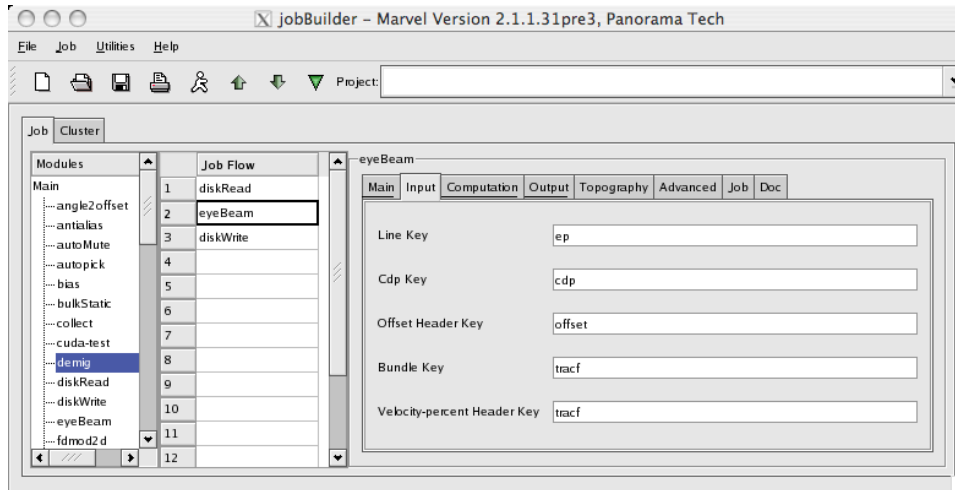 jobBuilder – Marvel Version 2.1.1.31pre3, Panorama Tech
File Job Utilities Help
Project:
Job Cluster
Modules
Main
angle2offset
antialias
autoMute
autopick
bias
bulkStatic
collect
cuda-test
demig
diskRead
diskWrite
eyeBeam
fdmod2d
Job Flow
1 diskRead
2 eyeBeam
3 diskWrite
4
5
6
7
8
9
10
11
12
eyeBeam
Main Input Computation Output Topography Advanced Job Doc
Line Key ep
Cdp Key cdp
Offset Header Key offset
Bundle Key tracf
Velocity-percent Header Key tracf